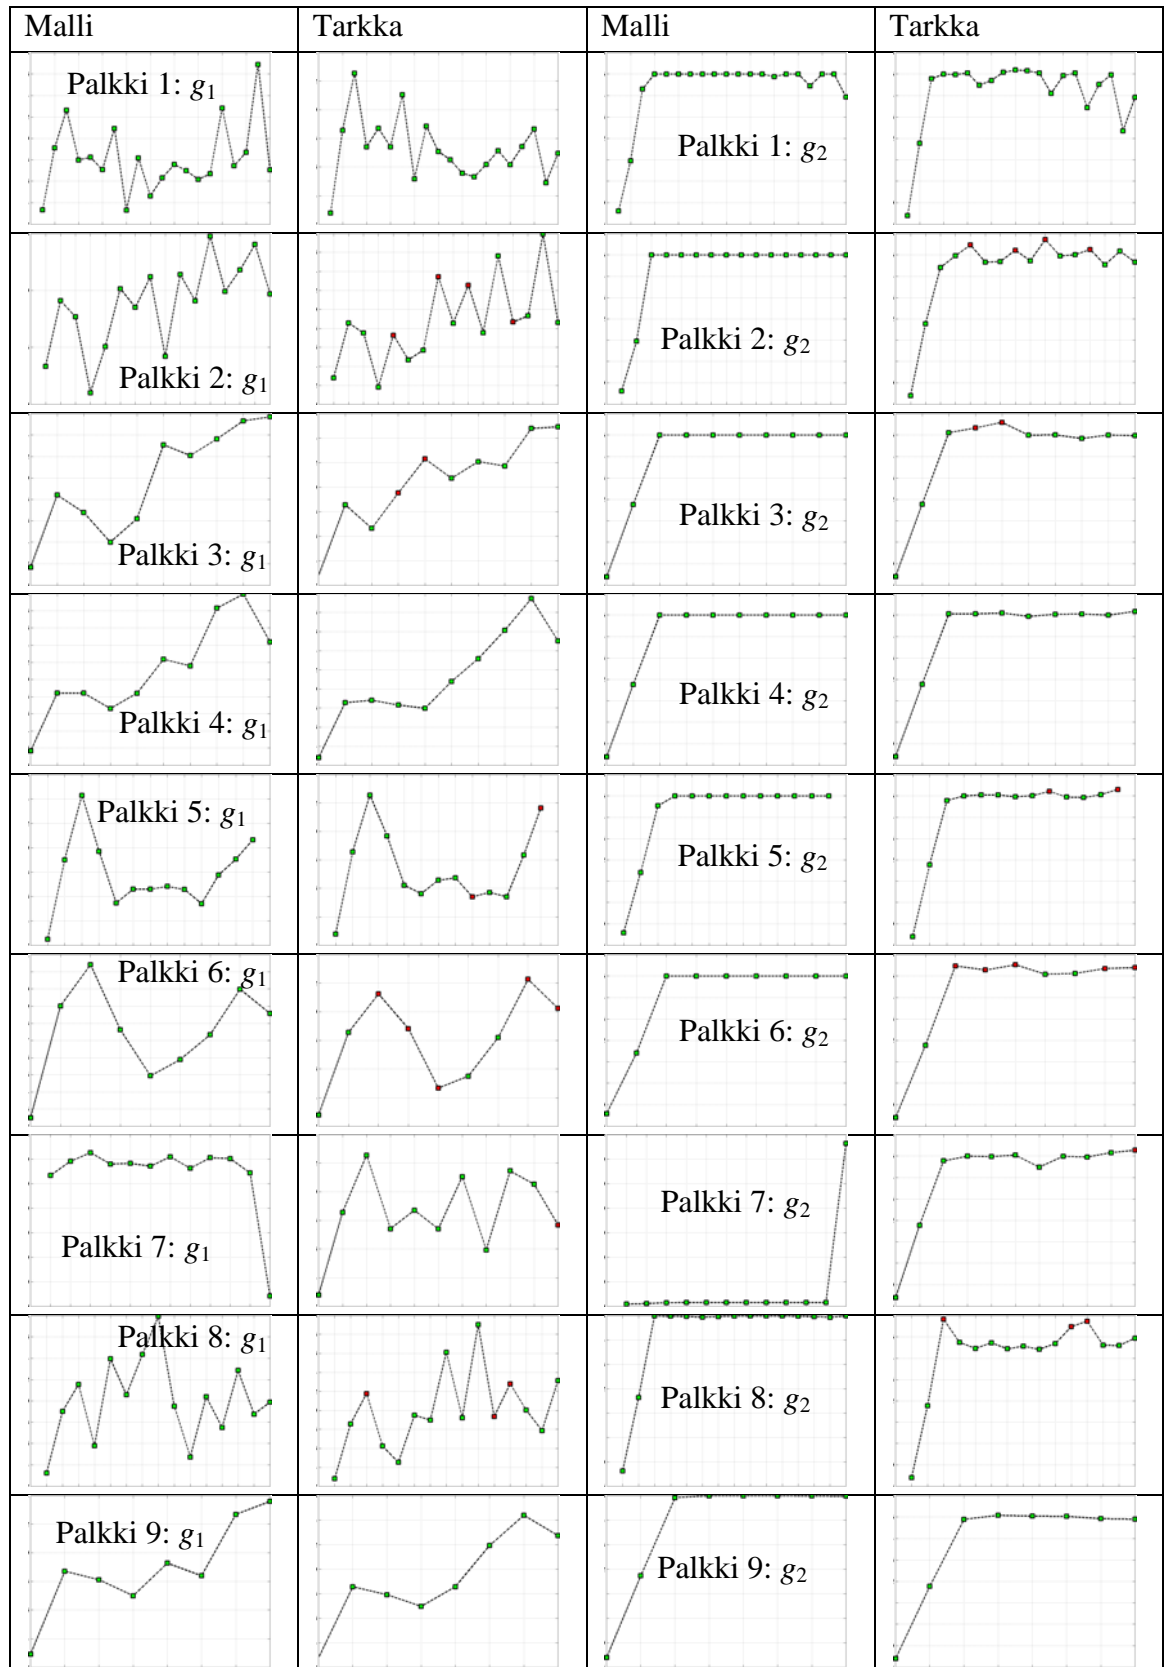 Malli Tarkka Malli Tarkka
Palkki 1: g1
Palkki 1: g2
Palkki 2: g1
Palkki 2: g2
Palkki 3: g1
Palkki 3: g2
Palkki 4: g1
Palkki 4: g2
Palkki 5: g1
Palkki 5: g2
Palkki 6: g1
Palkki 6: g2
Palkki 7: g1
Palkki 7: g2
Palkki 8: g1
Palkki 8: g2
Palkki 9: g1
Palkki 9: g2